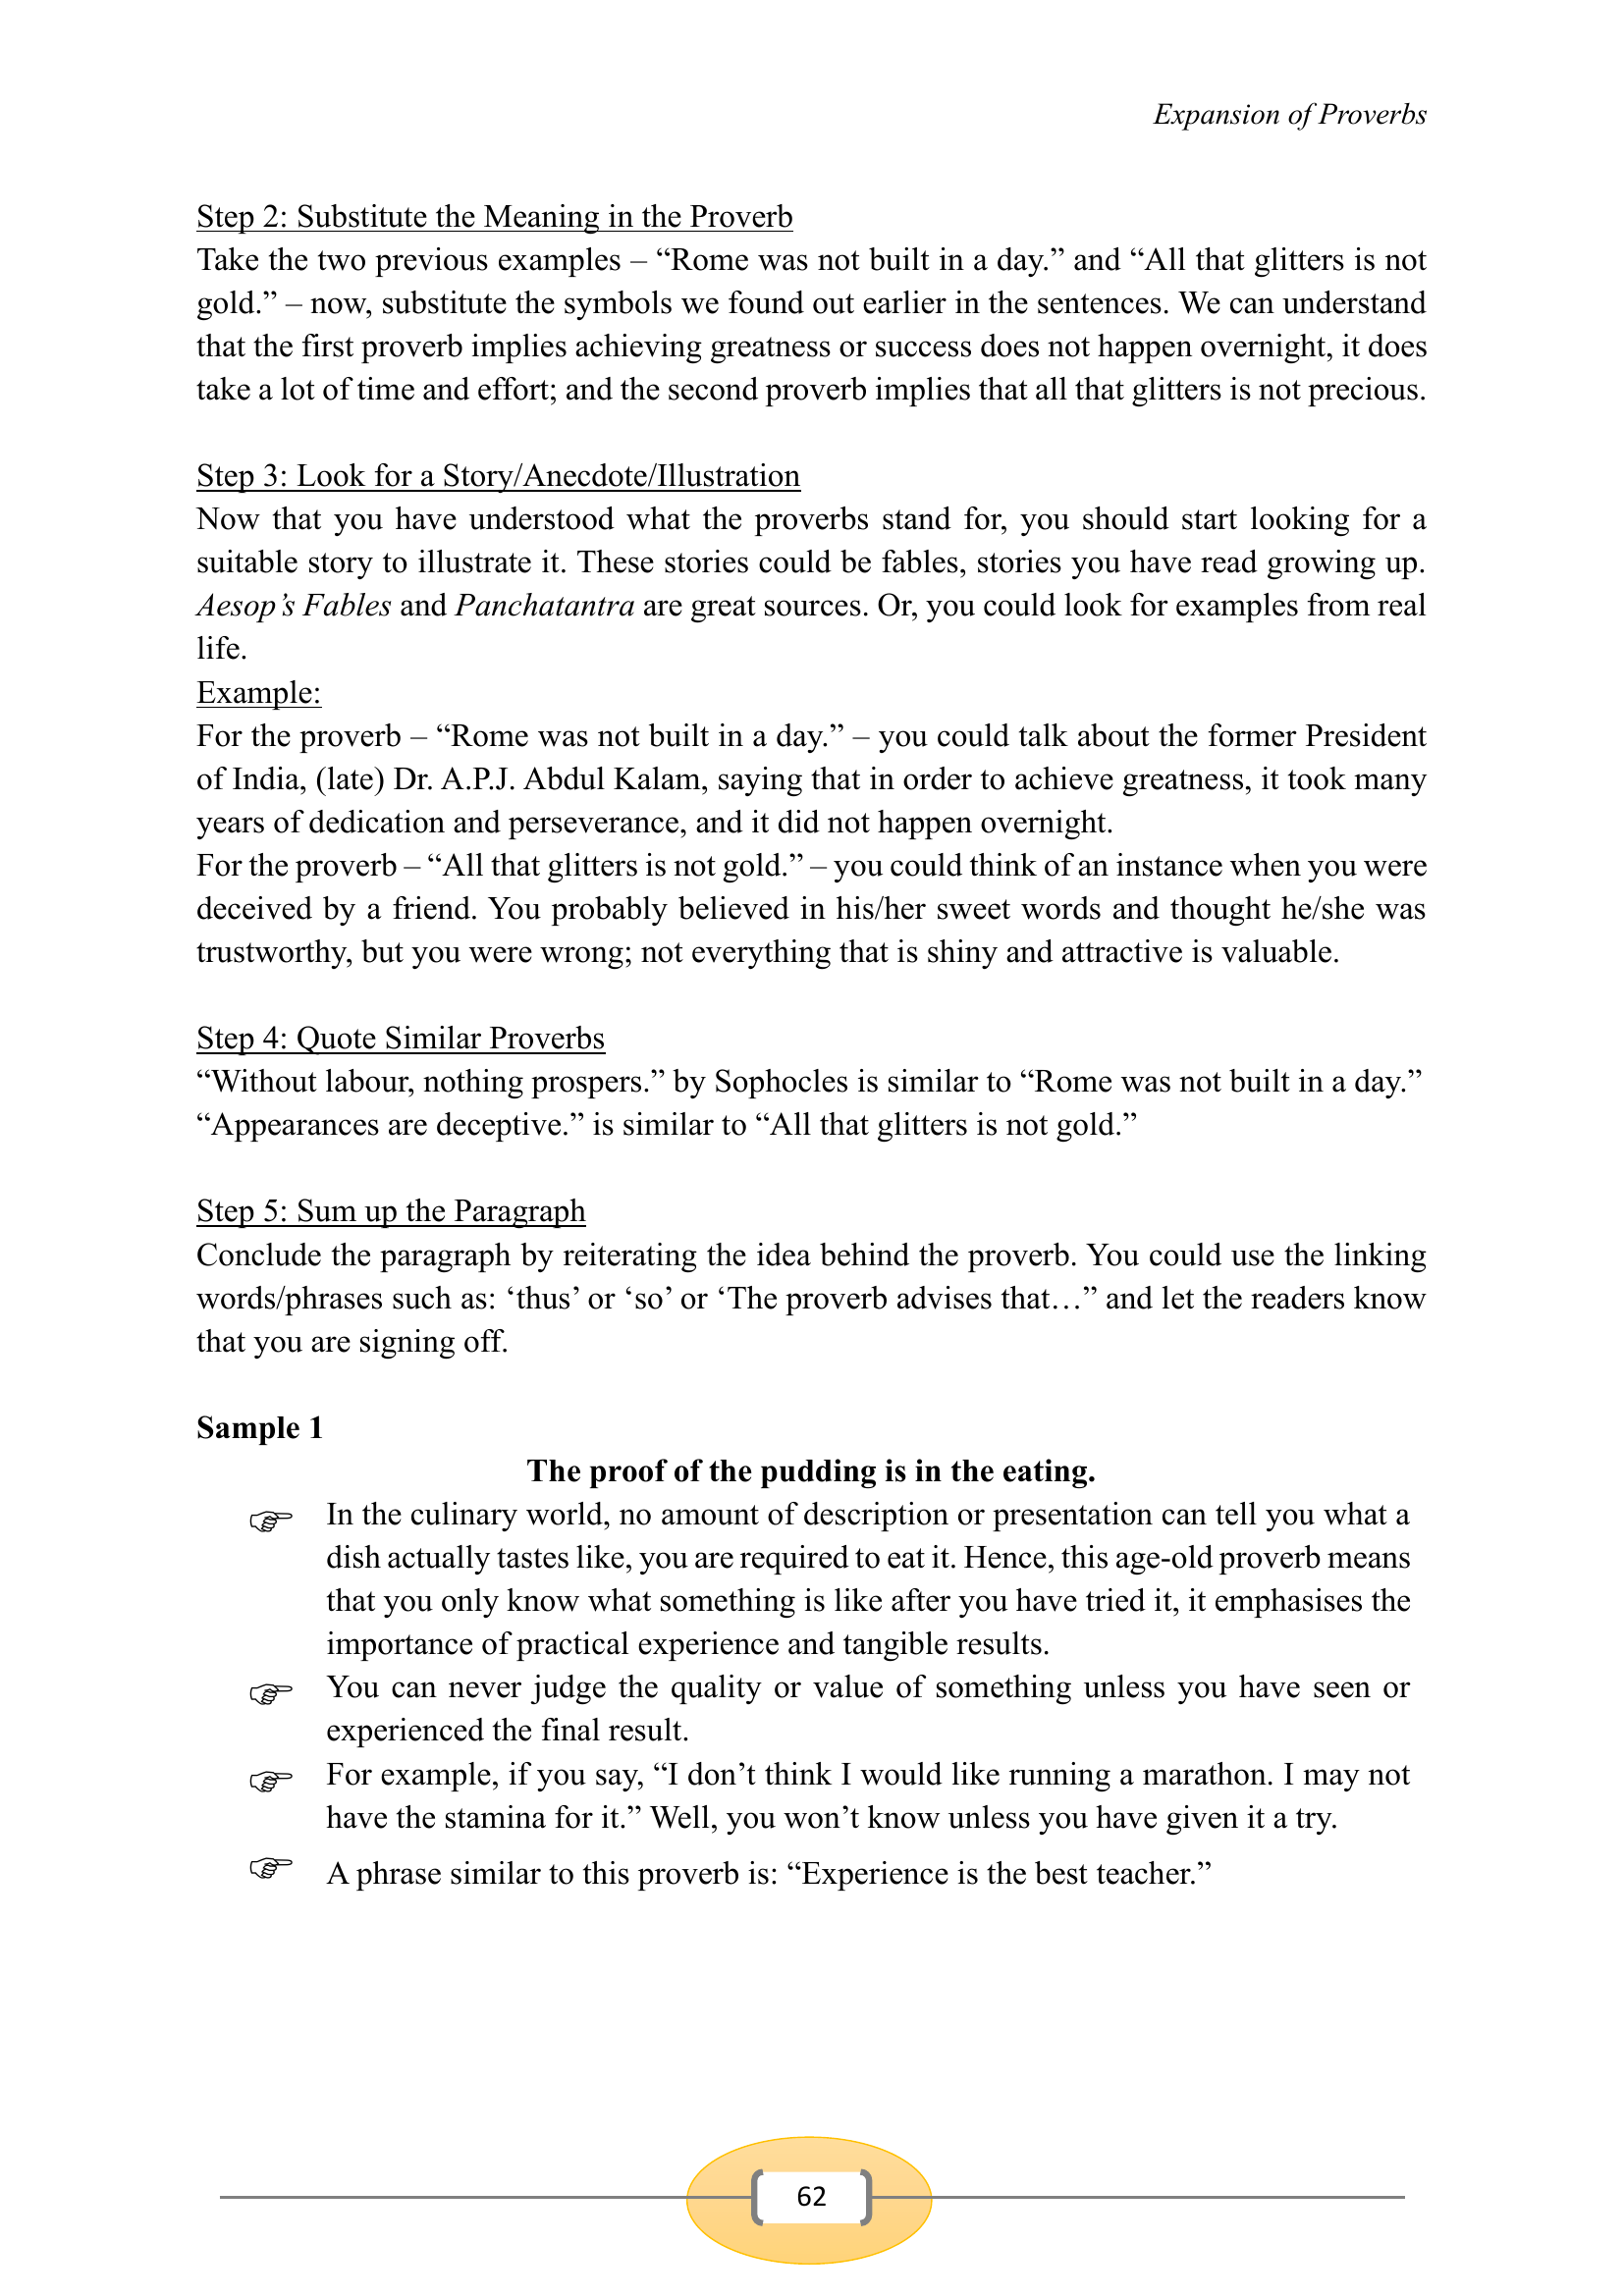 Expansion of Proverbs
Step 2: Substitute the Meaning in the Proverb
Take the two previous examples – “Rome was not built in a day.” and “All that glitters is not
gold.” – now, substitute the symbols we found out earlier in the sentences. We can understand
that the first proverb implies achieving greatness or success does not happen overnight, it does
take a lot of time and effort; and the second proverb implies that all that glitters is not precious.
Step 3: Look for a Story/Anecdote/Illustration
Now that you have understood what the proverbs stand for, you should start looking for a
suitable story to illustrate it. These stories could be fables, stories you have read growing up.
Aesop’s Fables and Panchatantra are great sources. Or, you could look for examples from real
life.
Example:
For the proverb – “Rome was not built in a day.” – you could talk about the former President
of India, (late) Dr. A.P.J. Abdul Kalam, saying that in order to achieve greatness, it took many
years of dedication and perseverance, and it did not happen overnight.
For the proverb – “All that glitters is not gold.” – you could think of an instance when you were
deceived by a friend. You probably believed in his/her sweet words and thought he/she was
trustworthy, but you were wrong; not everything that is shiny and attractive is valuable.
Step 4: Quote Similar Proverbs
“Without labour, nothing prospers.” by Sophocles is similar to “Rome was not built in a day.”
“Appearances are deceptive.” is similar to “All that glitters is not gold.”
Step 5: Sum up the Paragraph
Conclude the paragraph by reiterating the idea behind the proverb. You could use the linking
words/phrases such as: ‘thus’ or ‘so’ or ‘The proverb advises that…” and let the readers know
that you are signing off.
Sample 1
The proof of the pudding is in the eating.
In the culinary world, no amount of description or presentation can tell you what a
dish actually tastes like, you are required to eat it. Hence, this age-old proverb means
that you only know what something is like after you have tried it, it emphasises the
importance of practical experience and tangible results.
You can never judge the quality or value of something unless you have seen or
experienced the final result.
For example, if you say, “I don’t think I would like running a marathon. I may not
have the stamina for it.” Well, you won’t know unless you have given it a try.
A phrase similar to this proverb is: “Experience is the best teacher.”
62